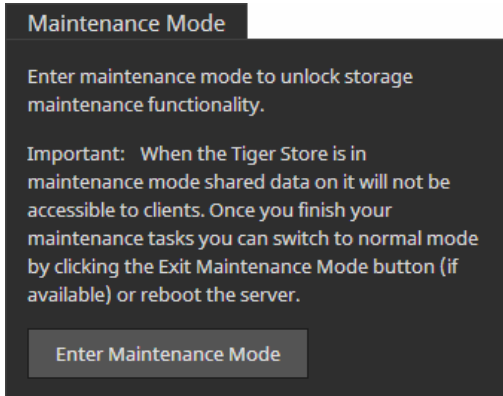 Maintenance Mode
Enter maintenance mode to unlock storage
maintenance functionality.
Important:   When the Tiger Store is in
maintenance mode shared data on it will not be
accessible to clients. Once you finish your
maintenance tasks you can switch to normal mode
by clicking the Exit Maintenance Mode button (if
available) or reboot the server.
Enter Maintenance Mode